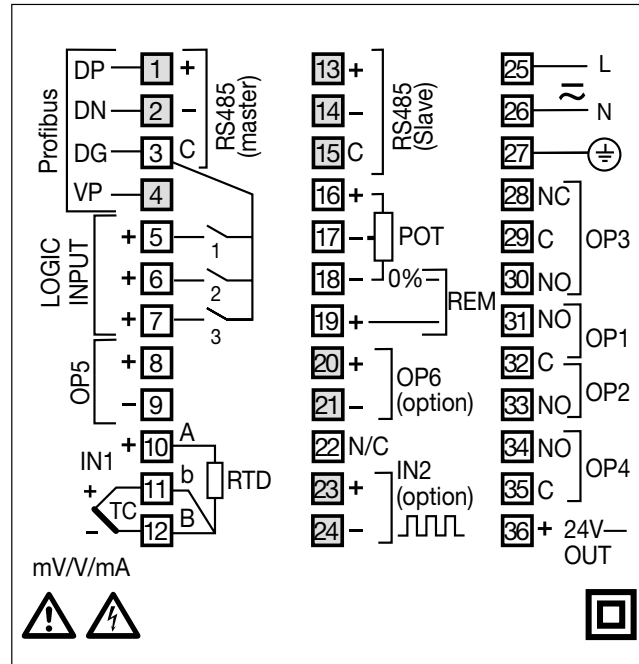 Profibus
DP 1 +
DN 2 −
DG 3 C
VP 4
RS485
(master)
LOGIC
INPUT
+ 5 1
+ 6 2
+ 7 3
OP5
+ 8
− 9
IN1
+ 10 A
+ 11 b
− 12 B
TC
RTD
mV/V/mA
13 +
14 −
15 C
RS485
(Slave)
16 +
17 −
18 −
POT
0%−
19 +
REM
20 +
21 −
OP6
(option)
22 N/C
23 +
24 −
IN2
(option)
25 L
26 N
27
28 NC
29 C
30 NO
OP3
31 NO
32 C
33 NO
OP1
OP2
34 NO
35 C
OP4
36 + 24V—
OUT